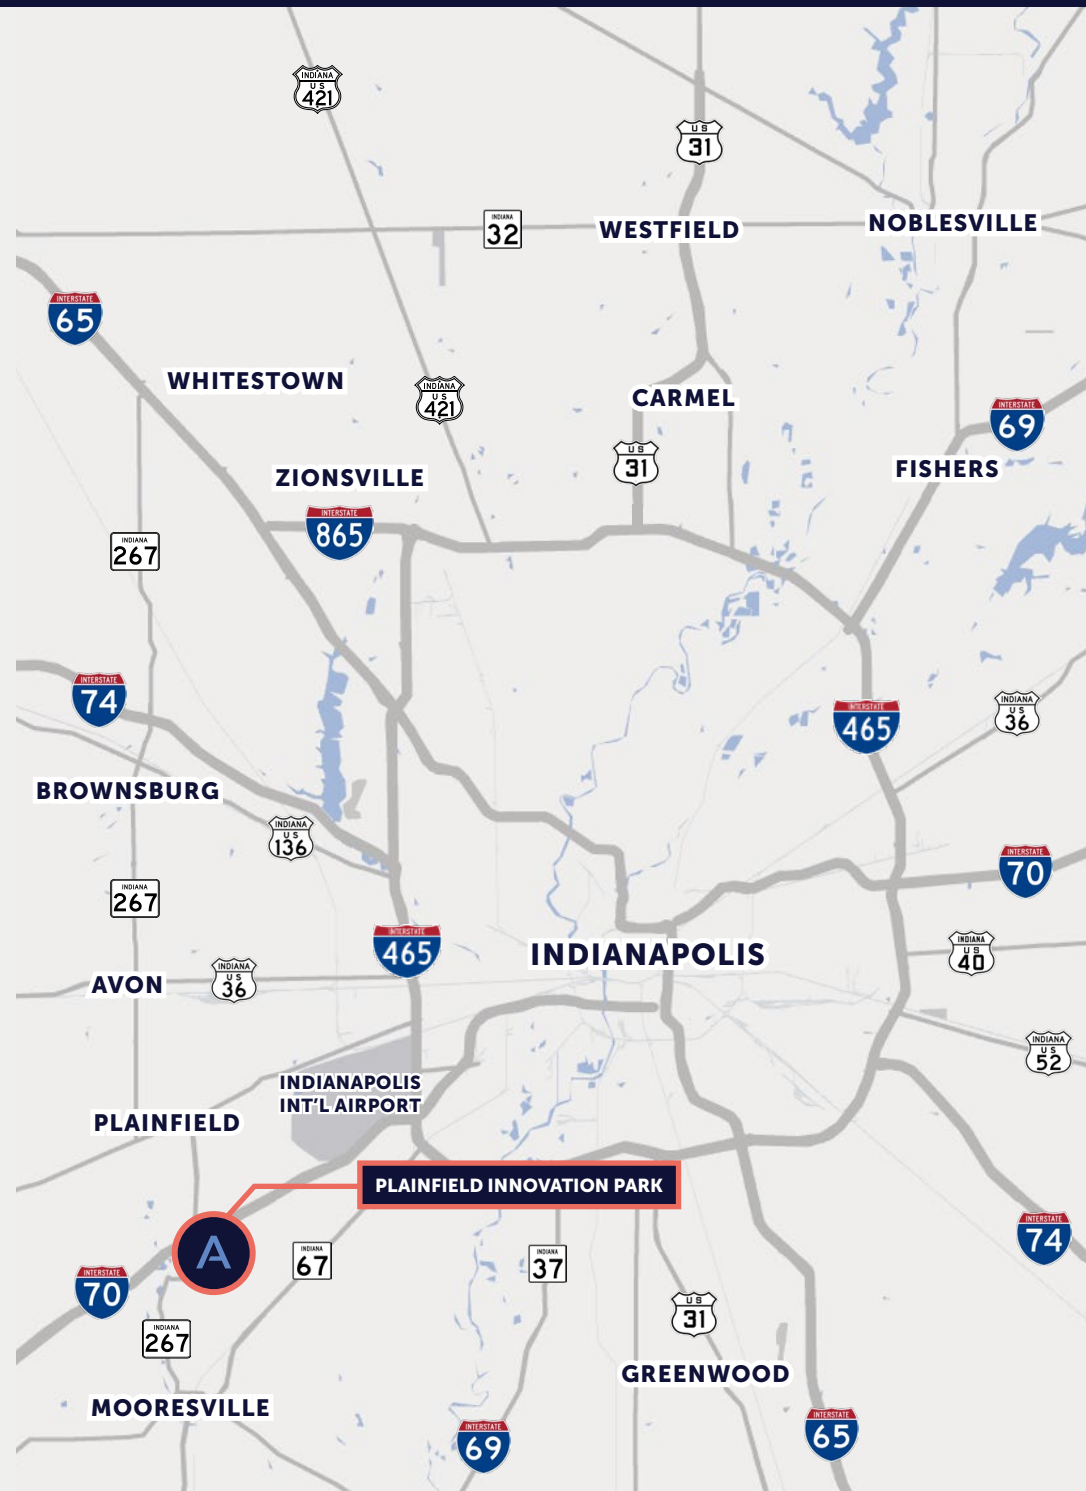 INDIANA
US
421
US
31
INDIANA
32
WESTFIELD
NOBLESVILLE
INTERSTATE
65
WHITESTOWN
INDIANA
US
421
CARMEL
INTERSTATE
69
US
31
FISHERS
ZIONSVILLE
INTERSTATE
865
INDIANA
267
INTERSTATE
74
INTERSTATE
465
INDIANA
US
36
BROWNSBURG
INDIANA
US
136
INTERSTATE
70
INDIANA
267
INTERSTATE
465
INDIANAPOLIS
INDIANA
US
40
AVON
INDIANA
US
36
INDIANA
US
52
INDIANAPOLIS
INT'L AIRPORT
PLAINFIELD
PLAINFIELD INNOVATION PARK
A
INDIANA
67
INDIANA
37
INTERSTATE
74
INTERSTATE
70
US
31
INDIANA
267
GREENWOOD
MOORESVILLE
INTERSTATE
69
INTERSTATE
65